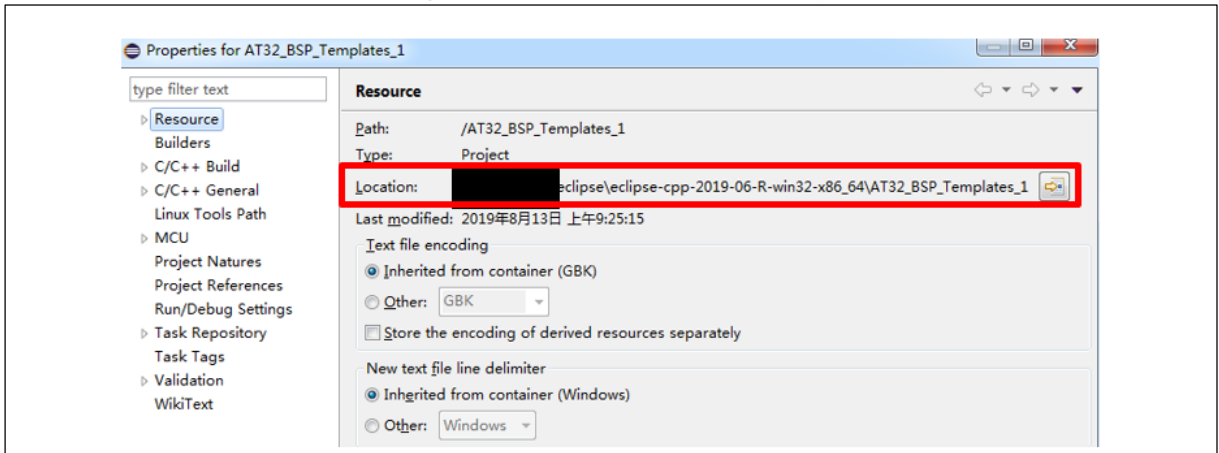 Properties for AT32_BSP_Templates_1
type filter text
Resource
Builders
C/C++ Build
C/C++ General
Linux Tools Path
MCU
Project Natures
Project References
Run/Debug Settings
Task Repository
Task Tags
Validation
WikiText
Resource
Path: /AT32_BSP_Templates_1
Type: Project
Location: eclipse\eclipse-cpp-2019-06-R-win32-x86_64\AT32_BSP_Templates_1
Last modified: 2019年8月13日 上午9:25:15
Text file encoding
Inherited from container (GBK)
Other: GBK
Store the encoding of derived resources separately
New text file line delimiter
Inherited from container (Windows)
Other: Windows